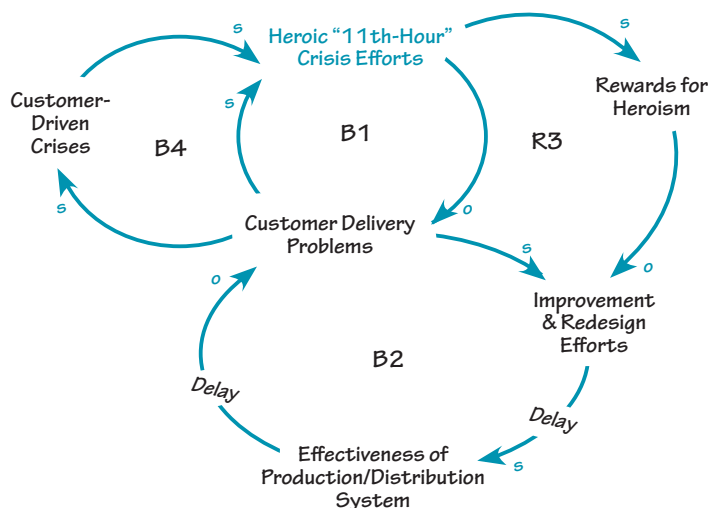 s
s
Heroic “11th-Hour”
Crisis Efforts
Customer-
Driven
Crises
s
Rewards for
Heroism
B4
B1
R3
s
o
Customer Delivery
Problems
s
o
o
Improvement
& Redesign
Efforts
B2
Delay
Delay
Effectiveness of
Production/Distribution
System
s